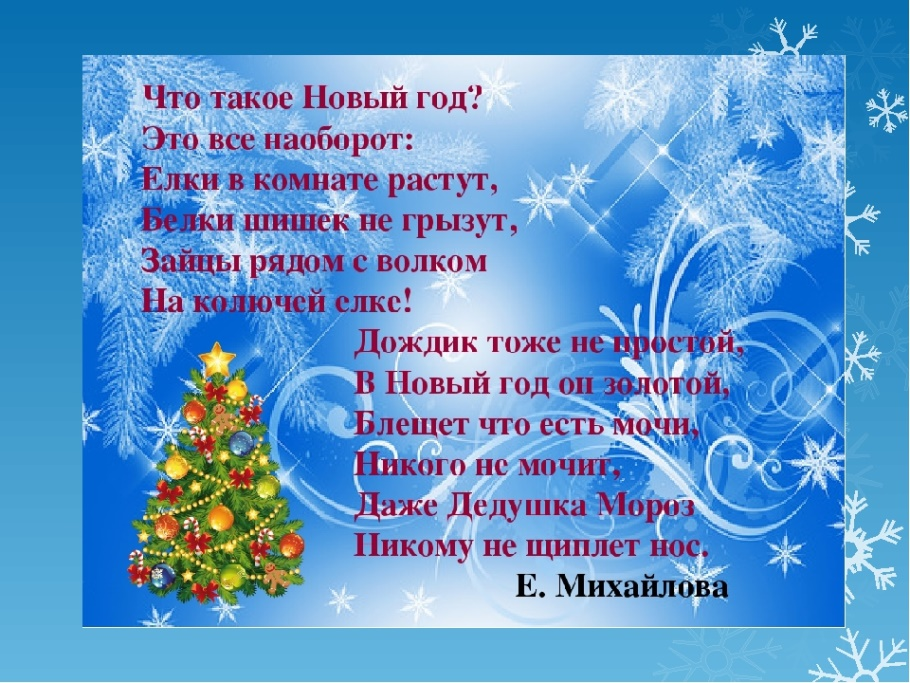 Что такое Новый год?
Это все наоборот:
Елки в комнате растут,
Белки шишек не грызут,
Зайцы рядом с волком
На колючей елке!
Дождик тоже не простой,
В Новый год он золотой,
Блещет что есть мочи,
Никого не мочит,
Даже Дедушка Мороз
Никому не щиплет нос.
Е. Михайлова